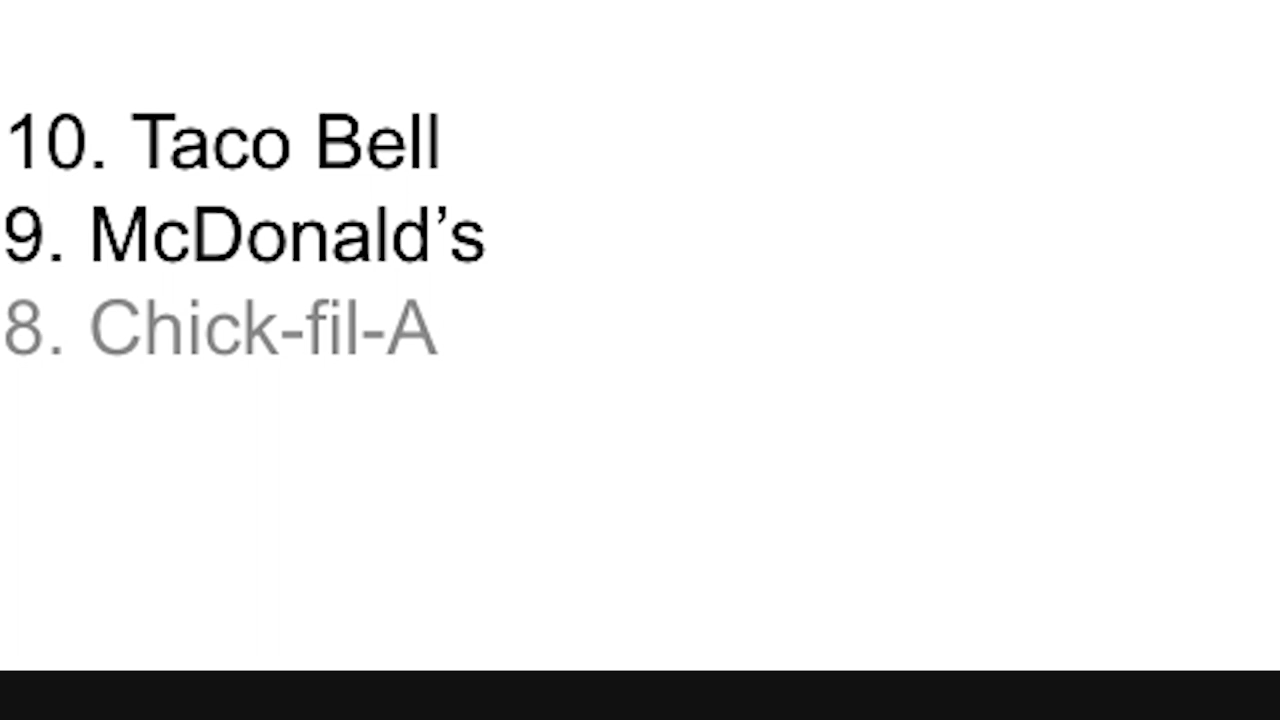 10. Taco Bell
9. McDonald’s
8. Chick-fil-A